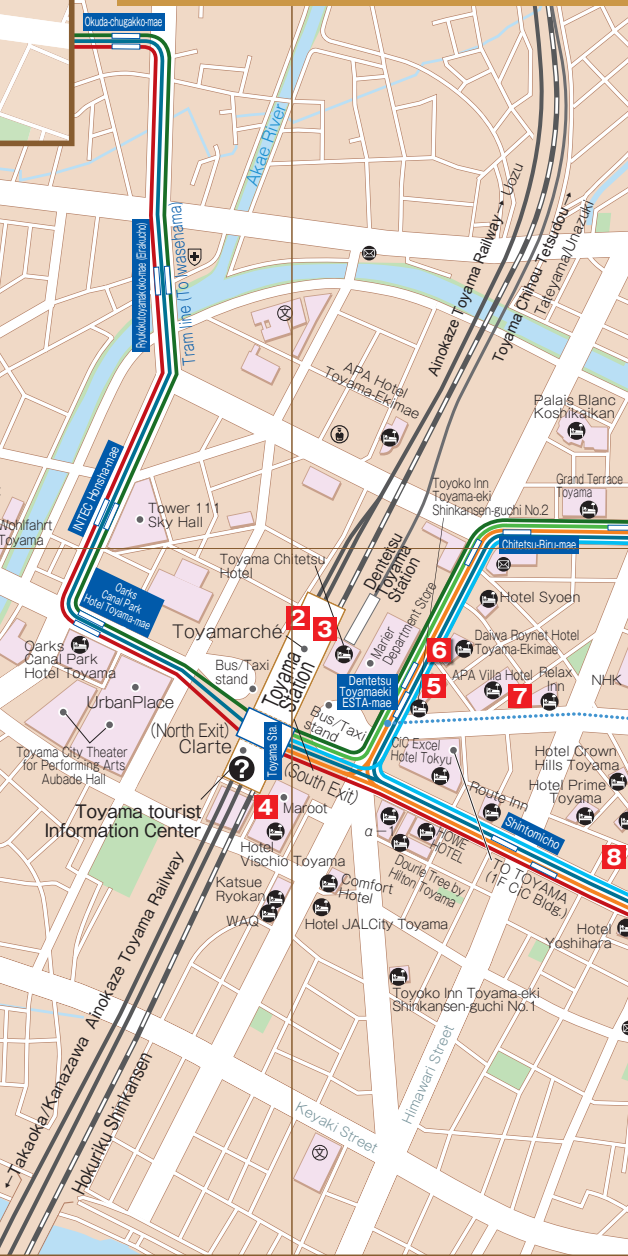 Okuda-chugakko-mae
Akae River
Ryukokutoyamakoko-mae (Eirakucho)
Tram line (To Iwasehama)
Ainokaze Toyama Railway → Uozu
Toyama Chihou Tetsudou →
Tateyama/Unazuki
文
APA Hotel
Toyama-Ekimae
Palais Blanc
Koshikaikan
Toyoko Inn
Toyama-eki
Shinkansen-guchi No.2
Grand Terrace
Toyama
INTEC Honsha-mae
Tower 111
Sky Hall
Wohlfahrt
Toyama
Chitetsu-Biru-mae
Toyama Chitetsu
Hotel
Dentetsu
Toyama
Station
Oarks
Canal Park
Hotel Toyama-mae
Hotel Syoen
Toyamarché
2
3
Marier
Department Store
6
Daiwa Roynet Hotel
Toyama-Ekimae
Oarks
Canal Park
Hotel Toyama
Bus/Taxi
stand
Toyama
Station
Dentetsu
Toyamaeki
ESTA-mae
5
APA Villa Hotel
7
Relax
Inn
NHK
UrbanPlace
Bus/Taxi
stand
(North Exit)
Clarte
Toyama Sta.
(South Exit)
CiC Excel
Hotel Tokyu
Toyama City Theater
for Performing Arts
Aubade Hall
Hotel Crown
Hills Toyama
Hotel Prime
Toyama
?
Route Inn
Shintomicho
Toyama tourist
Information Center
4
Maroot
α-1
HOWE
HOTEL
8
Hotel
Vischio Toyama
Dourle Tree by
Hilton Toyama
TO TOYAMA
(1F CiC Bldg.)
Katsue
Ryokan
Comfort
Hotel
WAQ
Hotel JALCity Toyama
Hotel
Yoshihara
Toyoko Inn Toyama-eki
Shinkansen-guchi No.1
← Takaoka/Kanazawa Ainokaze Toyama Railway
Hokuriku Shinkansen
Himawari Street
Keyaki Street
文